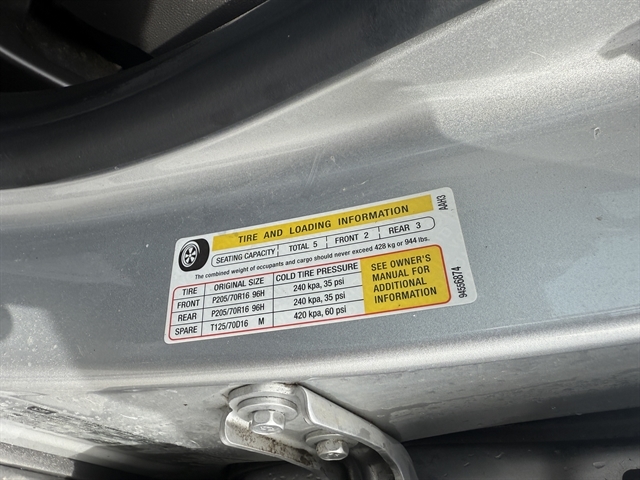 TIRE AND LOADING INFORMATION
SEATING CAPACITY TOTAL 5 FRONT 2 REAR 3
The combined weight of occupants and cargo should never exceed 428 kg or 944 lbs.
TIRE ORIGINAL SIZE COLD TIRE PRESSURE
FRONT P205/70R16 96H 240 kpa, 35 psi
REAR P205/70R16 96H 240 kpa, 35 psi
SPARE T125/70D16 M 420 kpa, 60 psi
SEE OWNER'S
MANUAL FOR
ADDITIONAL
INFORMATION
AAH3
9456874